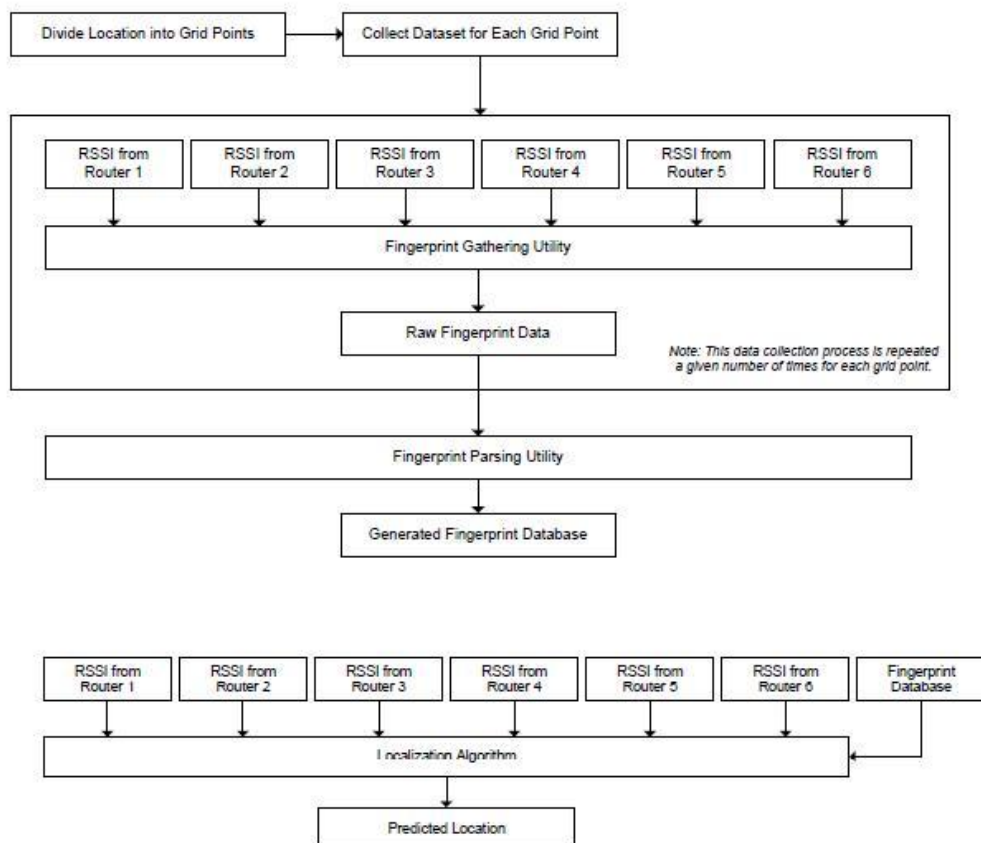 Divide Location into Grid Points
Collect Dataset for Each Grid Point
RSSI from
Router 1
RSSI from
Router 2
RSSI from
Router 3
RSSI from
Router 4
RSSI from
Router 5
RSSI from
Router 6
Fingerprint Gathering Utility
Raw Fingerprint Data
Note: This data collection process is repeated
a given number of times for each grid point.
Fingerprint Parsing Utility
Generated Fingerprint Database
RSSI from
Router 1
RSSI from
Router 2
RSSI from
Router 3
RSSI from
Router 4
RSSI from
Router 5
RSSI from
Router 6
Fingerprint
Database
Localization Algorithm
Predicted Location